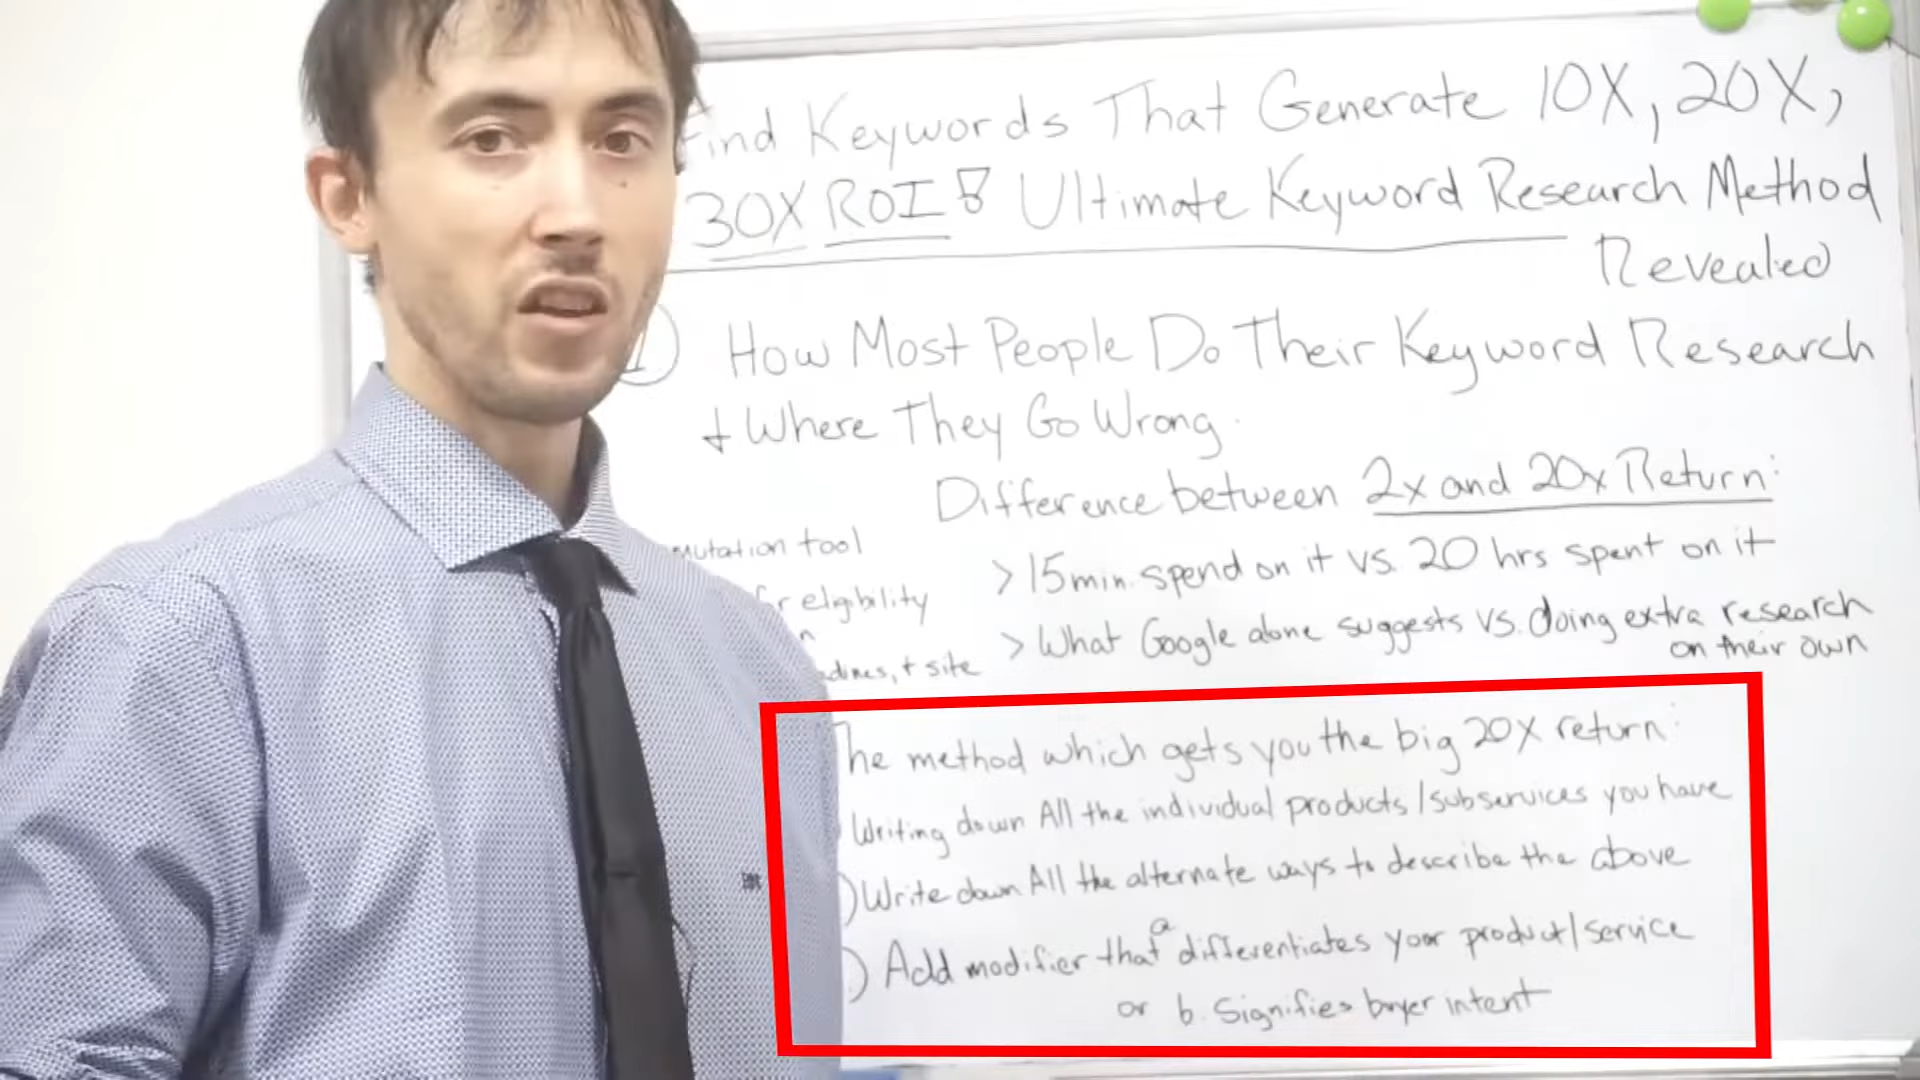 Find Keywords That Generate 10X, 20X,
30X ROI! Ultimate Keyword Research Method
Revealed
1 How Most People Do Their Keyword Research
+ Where They Go Wrong.
Difference between 2x and 20x Return:
mutation tool
> 15 min. spend on it vs. 20 hrs spent on it
r eligibility
n
> What Google alone suggests vs. doing extra research
on their own
+ site
The method which gets you the big 20X return:
Writing down All the individual products/subservices you have
) Write down All the alternate ways to describe the above
) Add modifier that a differentiates your product/service
or b. Signifies buyer intent